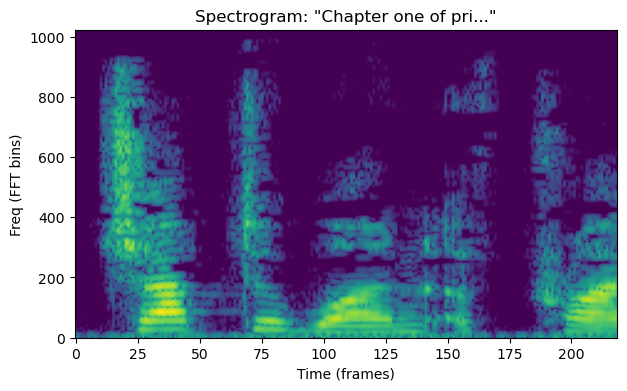 Spectrogram: "Chapter one of pri..."
Freq (FFT bins)
1000
800
600
400
200
0
0 25 50 75 100 125 150 175 200
Time (frames)